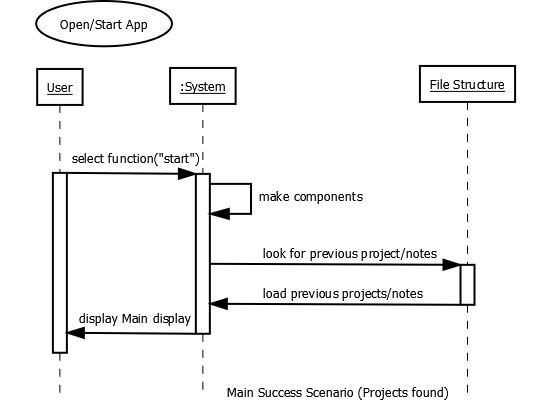 Open/Start App
User
:System
File Structure
select function("start")
make components
look for previous project/notes
load previous projects/notes
display Main display
Main Success Scenario (Projects found)